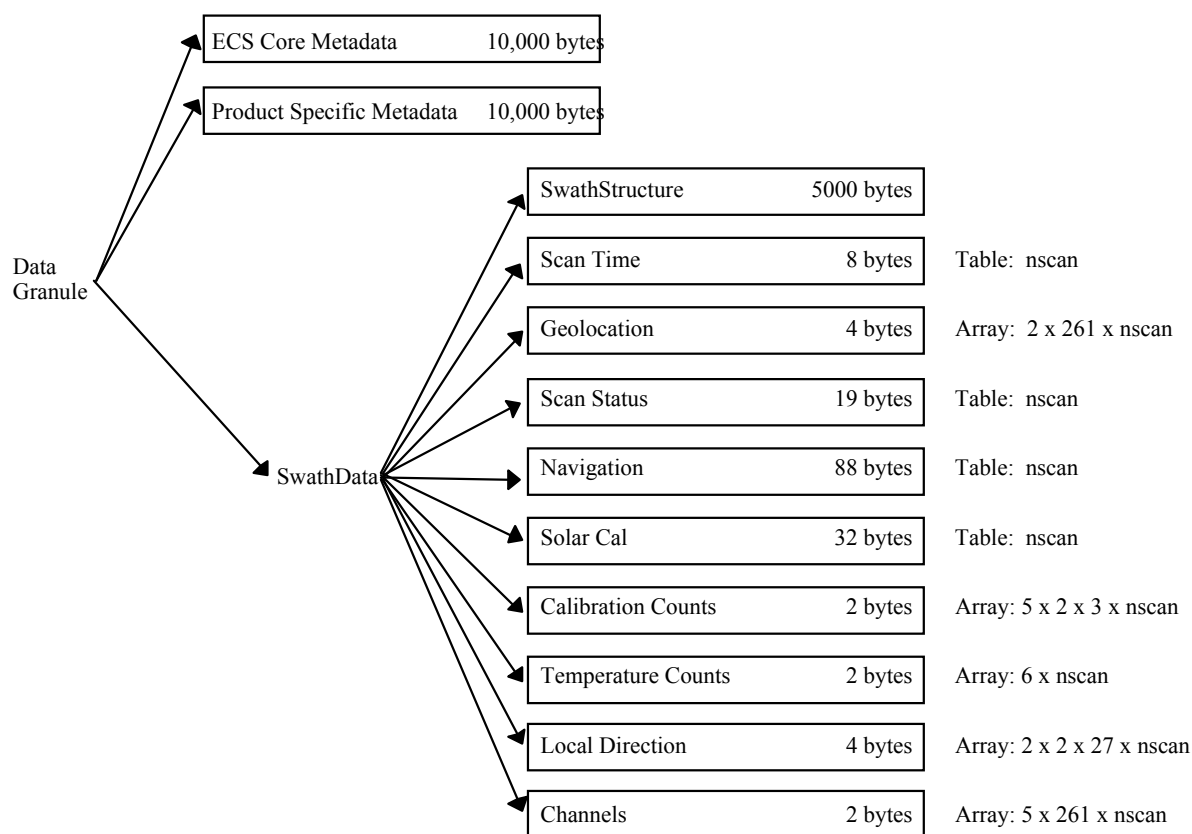 ECS Core Metadata 10,000 bytes
Product Specific Metadata 10,000 bytes
SwathStructure 5000 bytes
Scan Time 8 bytes Table: nscan
Data
Granule
Geolocation 4 bytes Array: 2 x 261 x nscan
Scan Status 19 bytes Table: nscan
SwathData
Navigation 88 bytes Table: nscan
Solar Cal 32 bytes Table: nscan
Calibration Counts 2 bytes Array: 5 x 2 x 3 x nscan
Temperature Counts 2 bytes Array: 6 x nscan
Local Direction 4 bytes Array: 2 x 2 x 27 x nscan
Channels 2 bytes Array: 5 x 261 x nscan